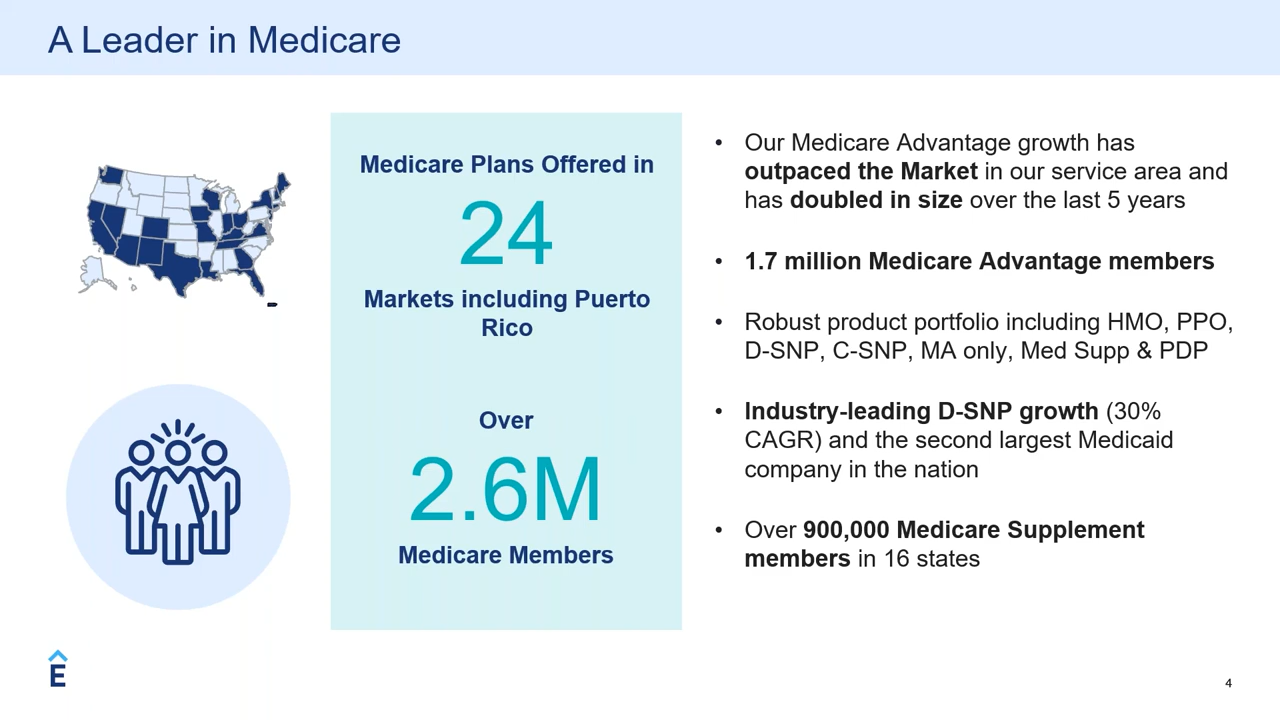 A Leader in Medicare
Medicare Plans Offered in
24
Markets including Puerto
Rico
Over
2.6M
Medicare Members
• Our Medicare Advantage growth has
outpaced the Market in our service area and
has doubled in size over the last 5 years
• 1.7 million Medicare Advantage members
• Robust product portfolio including HMO, PPO,
D-SNP, C-SNP, MA only, Med Supp & PDP
• Industry-leading D-SNP growth (30%
CAGR) and the second largest Medicaid
company in the nation
• Over 900,000 Medicare Supplement
members in 16 states
E
4